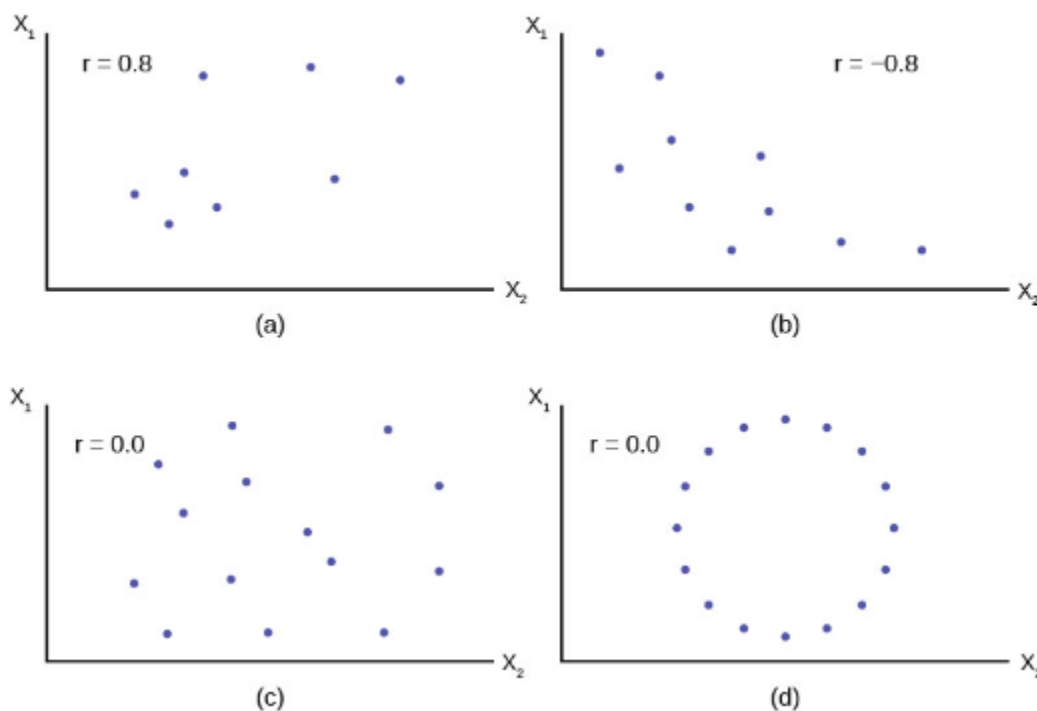 X₁
r = 0.8
X₂
(a)
X₁
r = −0.8
X₂
(b)
X₁
r = 0.0
X₂
(c)
X₁
r = 0.0
X₂
(d)